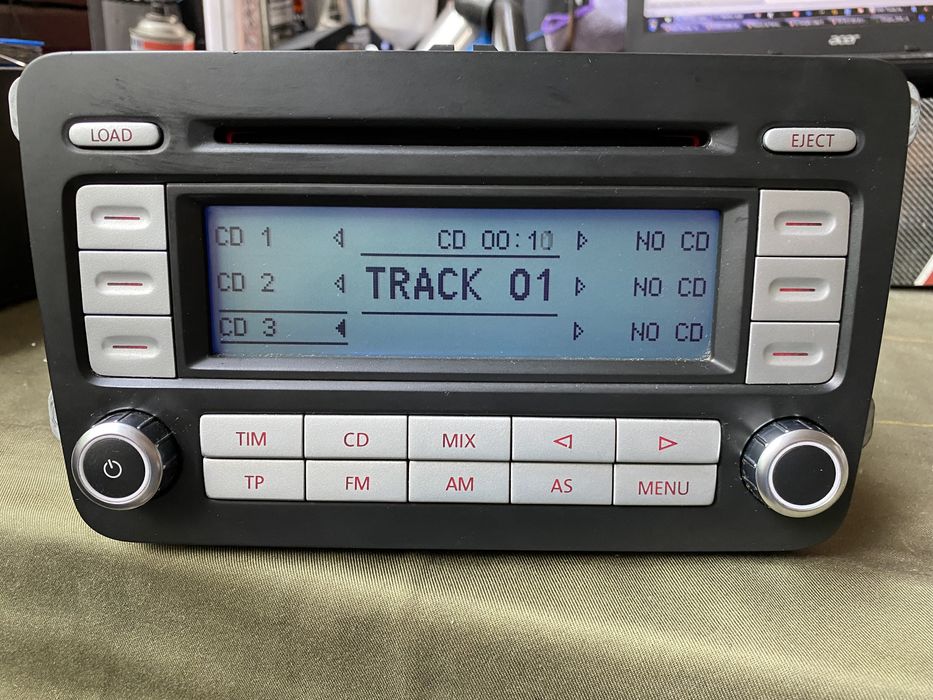 acer
LOAD
EJECT
CD 1 CD 00:10 NO CD
CD 2 TRACK 01 NO CD
CD 3 NO CD
TIM CD MIX
TP FM AM AS MENU